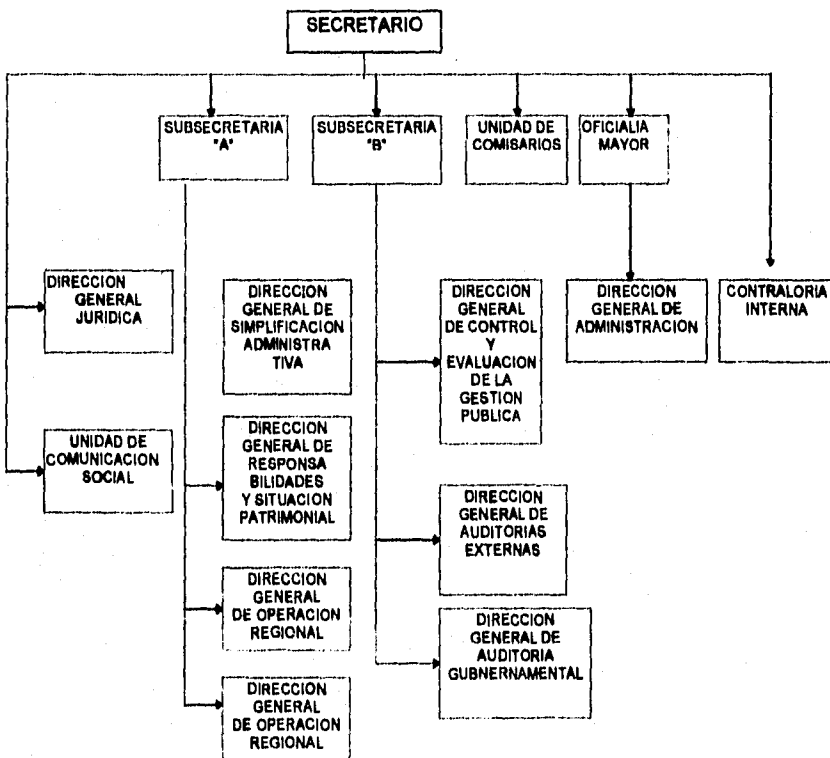 SECRETARIO
SUBSECRETARIA
"A"
SUBSECRETARIA
"B"
UNIDAD DE
COMISARIOS
OFICIALIA
MAYOR
DIRECCION
GENERAL
JURIDICA
DIRECCION
GENERAL DE
SIMPLIFICACION
ADMINISTRA
TIVA
DIRECCION
GENERAL
DE CONTROL
Y
EVALUACION
DE LA
GESTION
PUBLICA
DIRECCION
GENERAL DE
ADMINISTRACION
CONTRALORIA
INTERNA
UNIDAD DE
COMUNICACION
SOCIAL
DIRECCION
GENERAL DE
RESPONSA
BILIDADES
Y SITUACION
PATRIMONIAL
DIRECCION
GENERAL DE
AUDITORIAS
EXTERNAS
DIRECCION
GENERAL
DE OPERACION
REGIONAL
DIRECCION
GENERAL DE
AUDITORIA
GUBNERNAMENTAL
DIRECCION
GENERAL
DE OPERACION
REGIONAL